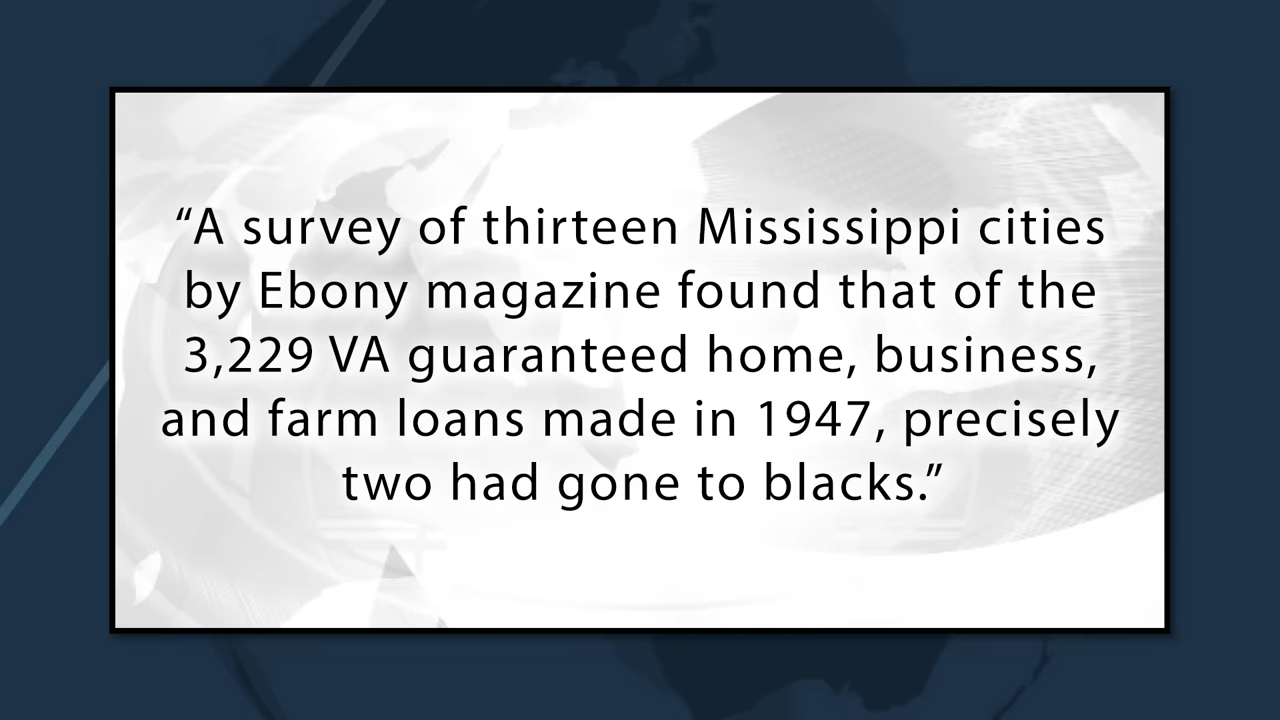 “A survey of thirteen Mississippi cities
by Ebony magazine found that of the
3,229 VA guaranteed home, business,
and farm loans made in 1947, precisely
two had gone to blacks.”